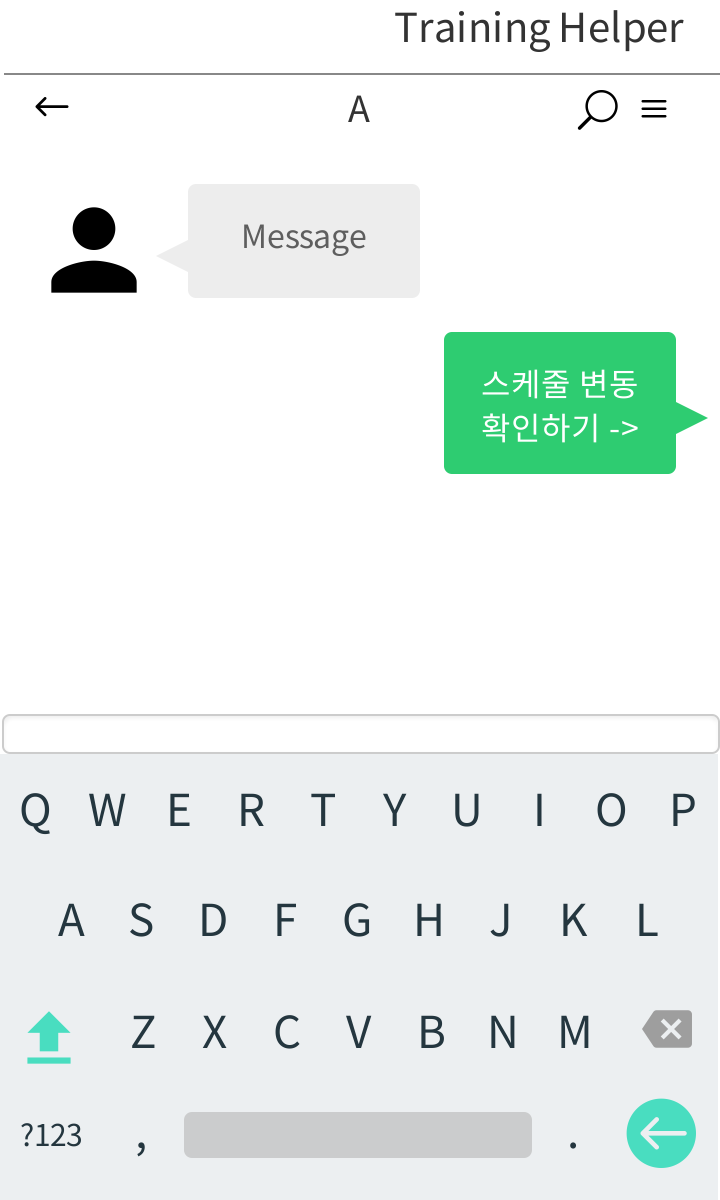 Training Helper
A
Message
스케줄 변동
확인하기 ->
Q W E R T Y U I O P
A S D F G H J K L
Z X C V B N M
?123 , .